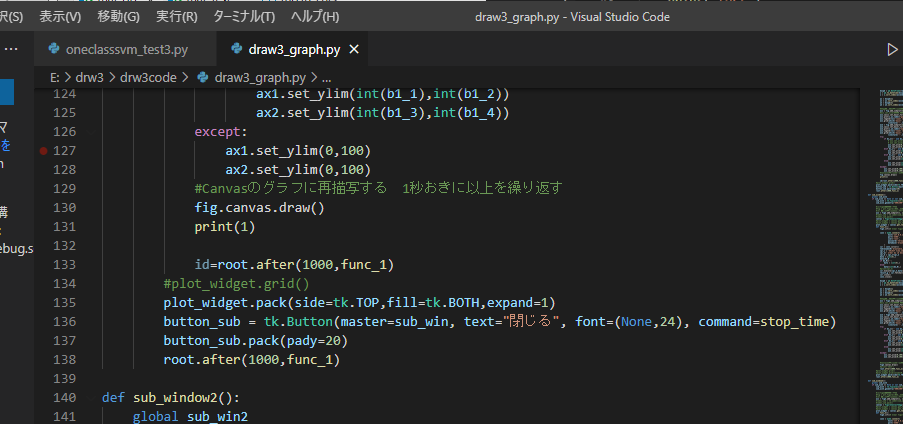 択(S) 表示(V) 移動(G) 実行(R) ターミナル(T) ヘルプ(H) draw3_graph.py - Visual Studio Code
… oneclasssvm_test3.py draw3_graph.py ×
E: > drw3 > drw3code > draw3_graph.py > ...
124 ax1.set_ylim(int(b1_1),int(b1_2))
125 ax2.set_ylim(int(b1_3),int(b1_4))
126 except:
127 ax1.set_ylim(0,100)
128 ax2.set_ylim(0,100)
129 #Canvasのグラフに再描写する 1秒おきに以上を繰り返す
130 fig.canvas.draw()
131 print(1)
132
133 id=root.after(1000,func_1)
134 #plot_widget.grid()
135 plot_widget.pack(side=tk.TOP,fill=tk.BOTH,expand=1)
136 button_sub = tk.Button(master=sub_win, text="閉じる", font=(None,24), command=stop_time)
137 button_sub.pack(pady=20)
138 root.after(1000,func_1)
139
140 def sub_window2():
141 global sub_win2
マ
を
n
構
:
ebug.s